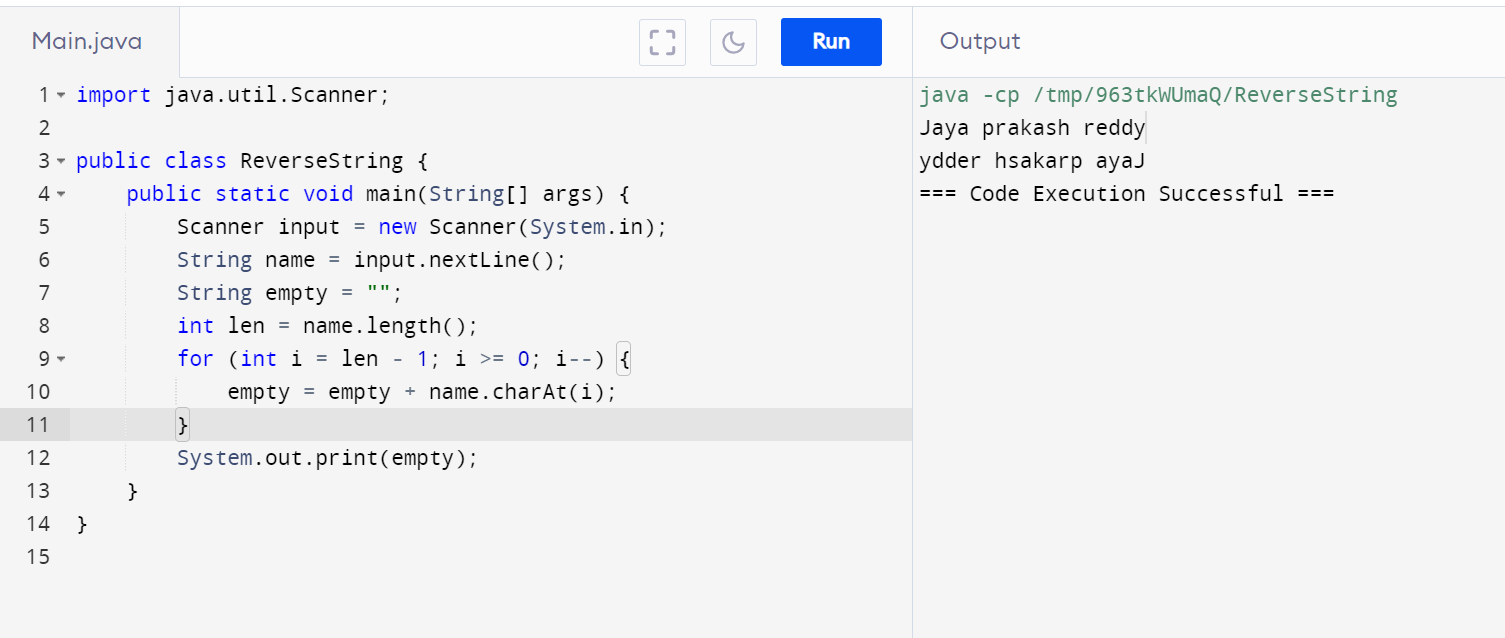 Main.java
Run
1 import java.util.Scanner;
2
3 public class ReverseString {
4     public static void main(String[] args) {
5         Scanner input = new Scanner(System.in);
6         String name = input.nextLine();
7         String empty = "";
8         int len = name.length();
9         for (int i = len - 1; i >= 0; i--) {
10             empty = empty + name.charAt(i);
11         }
12         System.out.print(empty);
13     }
14 }
15
Output
java -cp /tmp/963tkWUmaQ/ReverseString
Jaya prakash reddy
ydder hsakarp ayaJ
=== Code Execution Successful ===